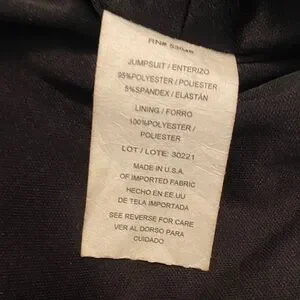 RN#
JUMPSUIT / ENTERIZO
95%POLYESTER / POLIESTER
5%SPANDEX / ELASTÁN
LINING / FORRO
100%POLYESTER /
POLIESTER
LOT / LOTE: 30221
MADE IN U.S.A.
OF IMPORTED FABRIC
HECHO EN EE.UU
DE TELA IMPORTADA
SEE REVERSE FOR CARE
VER AL DORSO PARA
CUIDADO